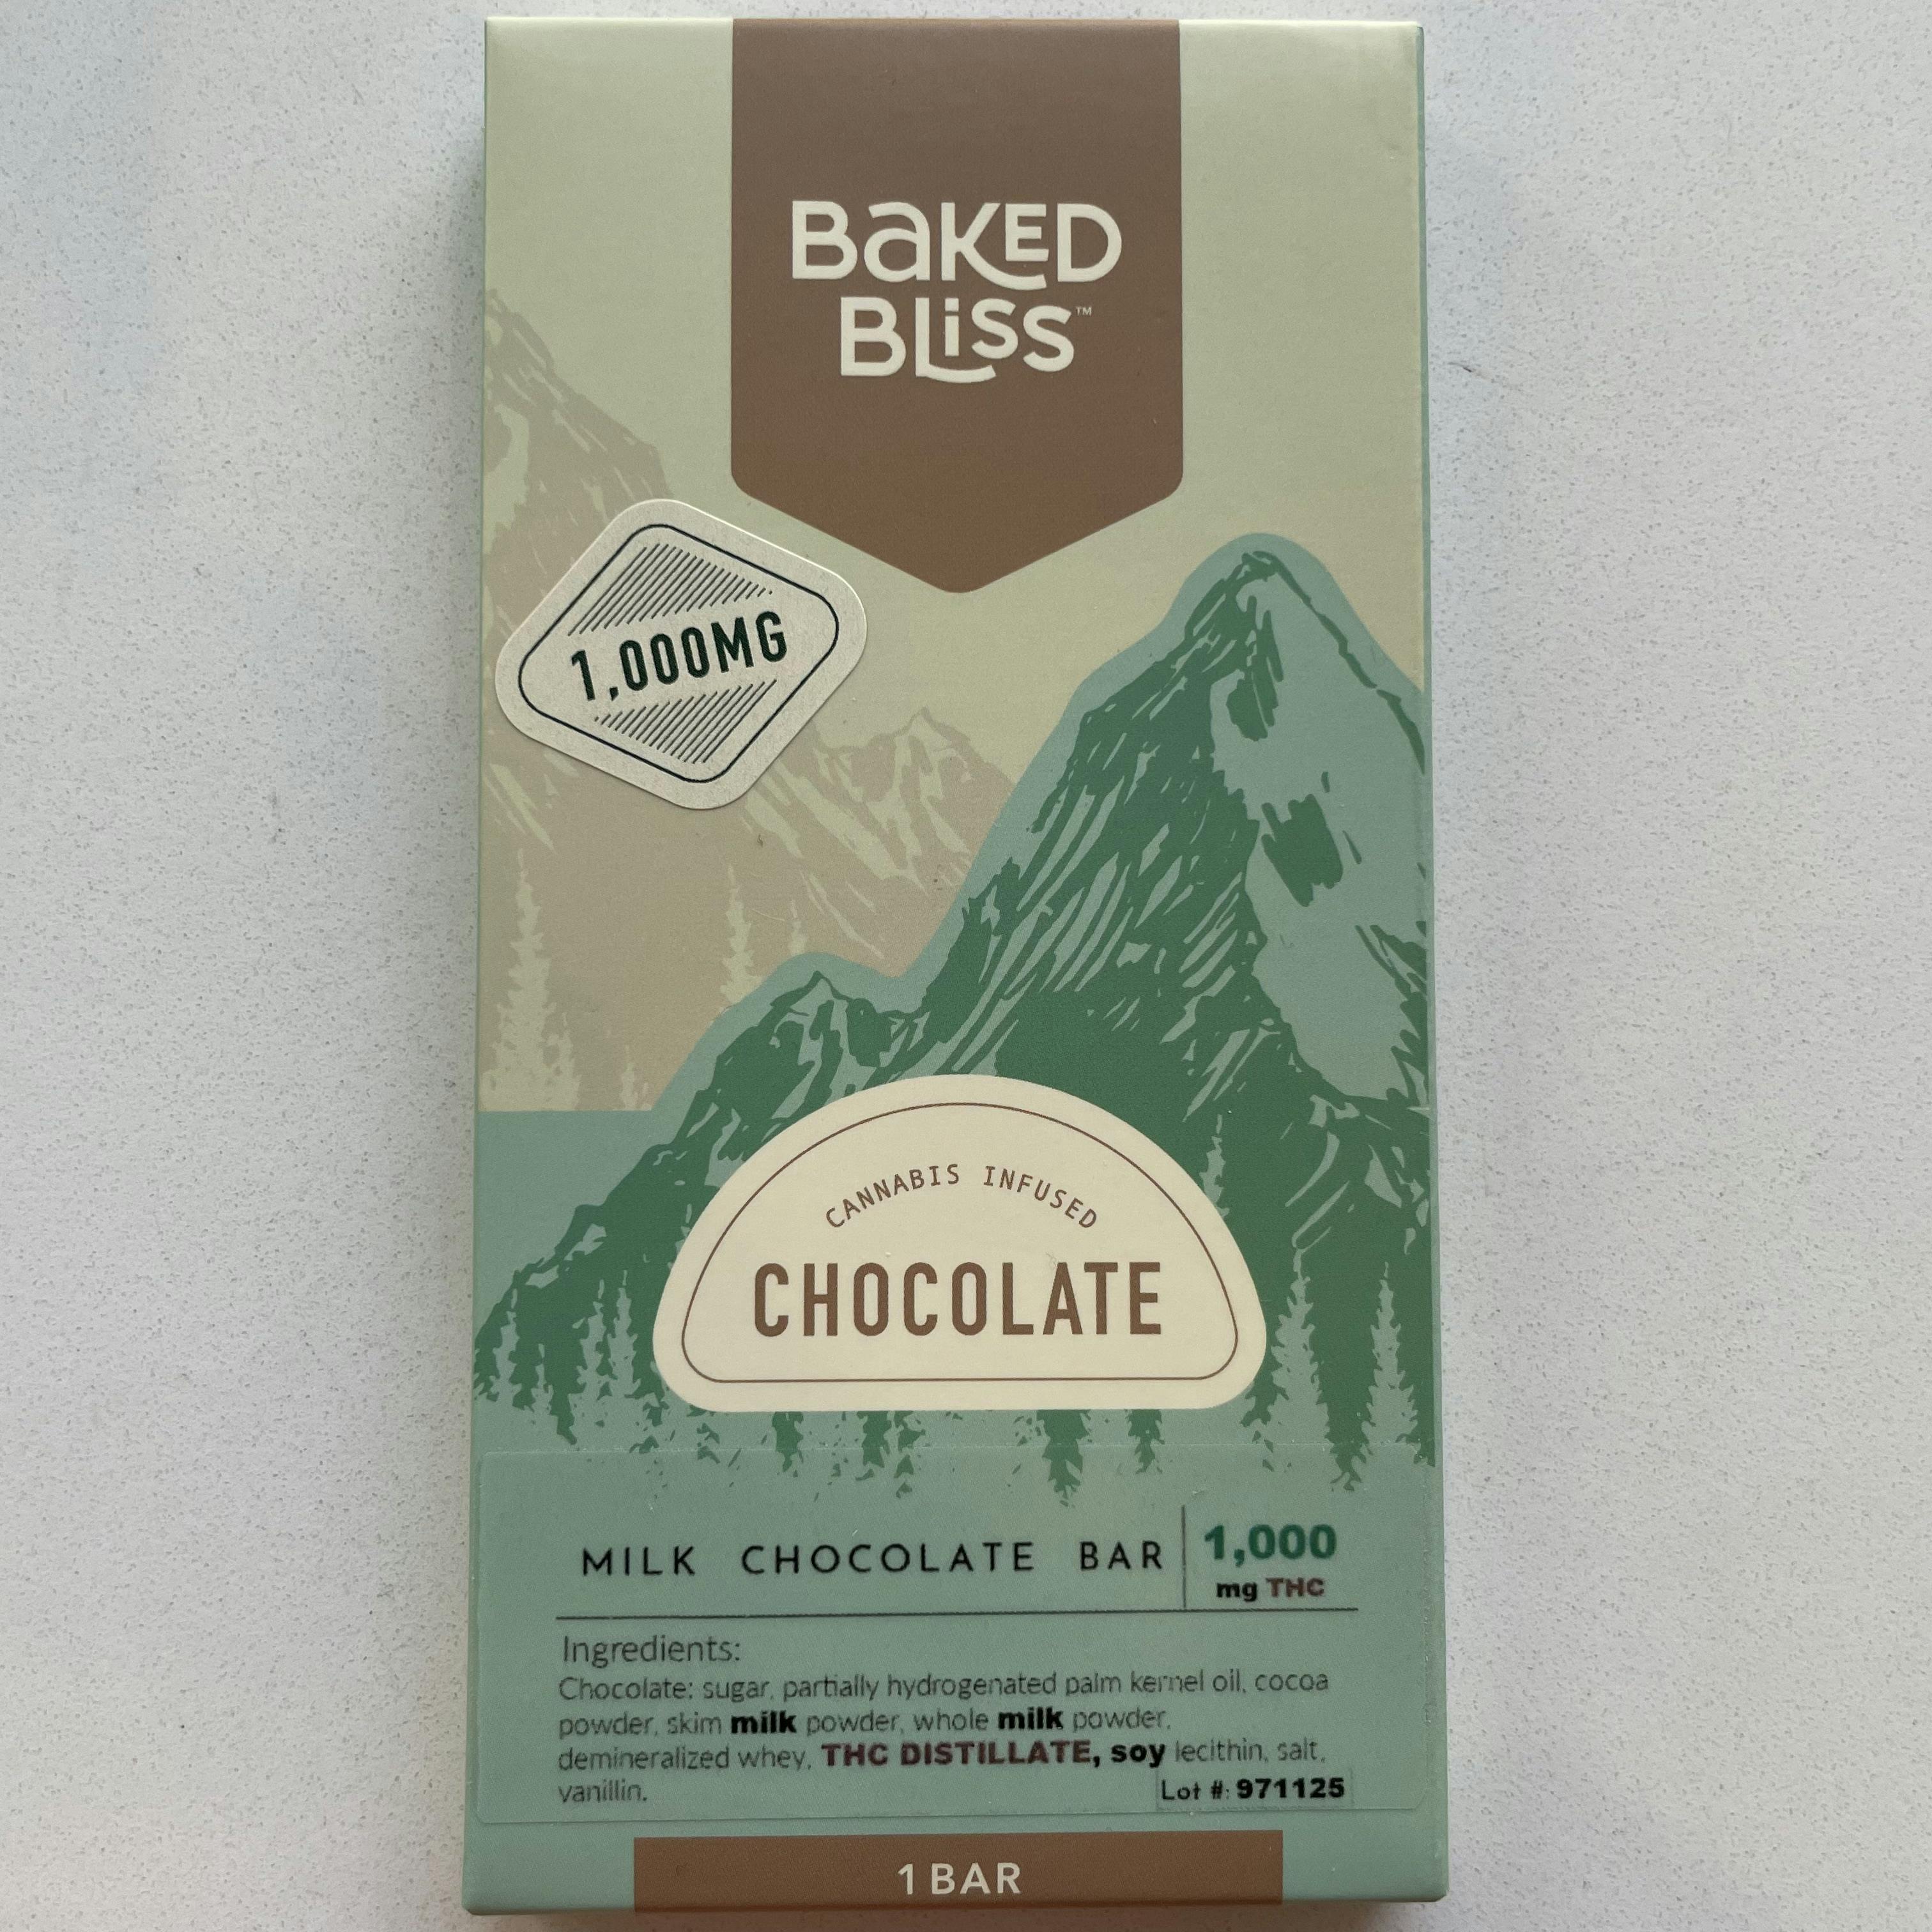 BAKED
BLiSS™
1,000MG
CANNABIS INFUSED
CHOCOLATE
MILK CHOCOLATE BAR
1,000
mg THC
Ingredients:
Chocolate: sugar, partially hydrogenated palm kernel oil, cocoa
powder, skim milk powder, whole milk powder,
demineralized whey, THC DISTILLATE, soy lecithin, salt,
vanillin.
Lot #: 971125
1 BAR